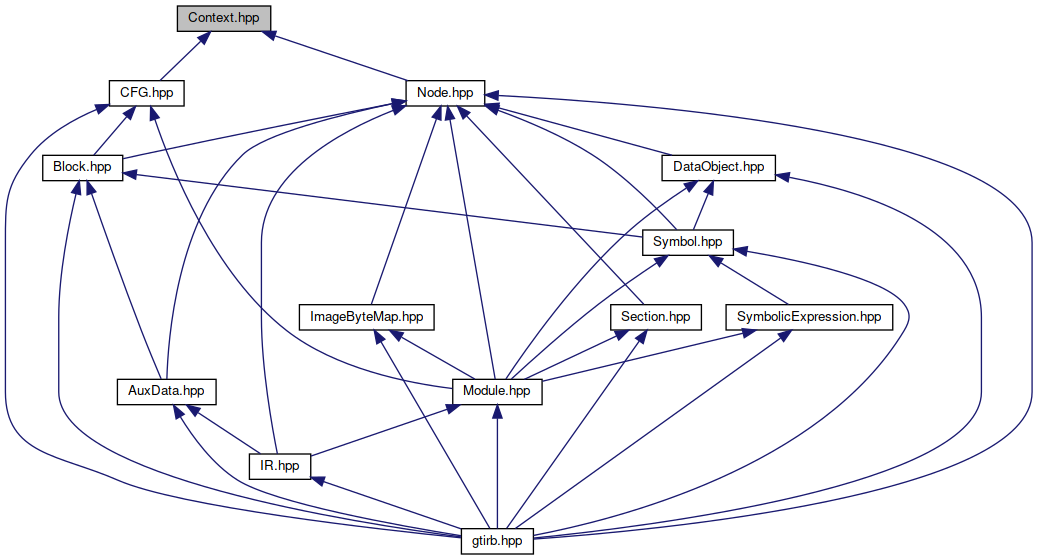 Context.hpp
CFG.hpp
Node.hpp
Block.hpp
DataObject.hpp
Symbol.hpp
ImageByteMap.hpp
Section.hpp
SymbolicExpression.hpp
AuxData.hpp
Module.hpp
IR.hpp
gtirb.hpp